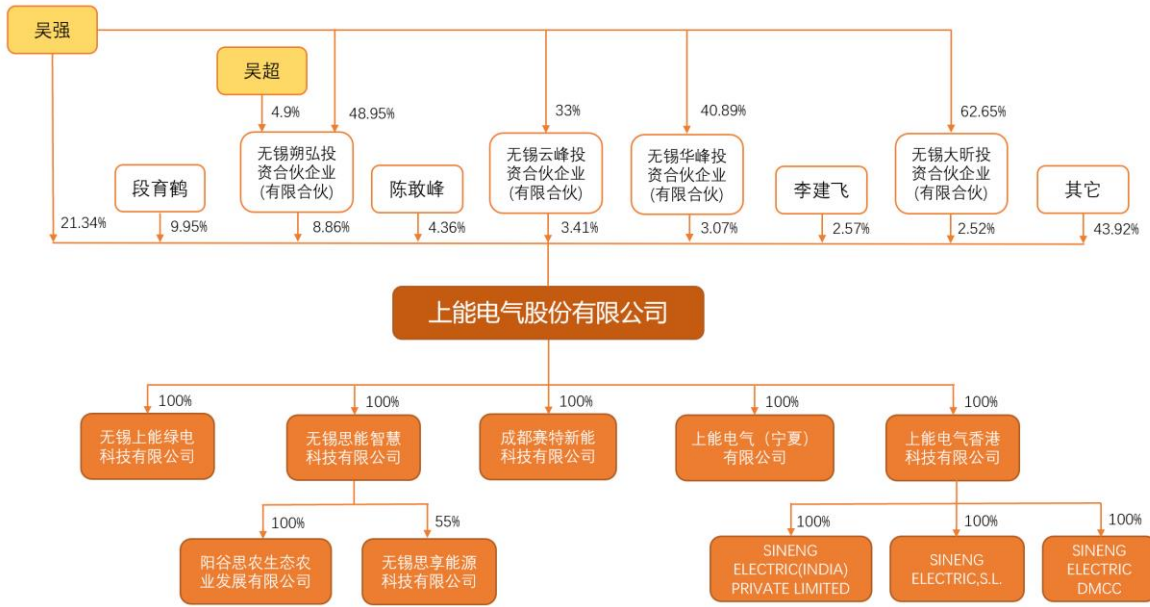 吴强
吴超
4.9%
48.95%
33%
40.89%
62.65%
段育鹤
无锡朔弘投
资合伙企业
(有限合伙)
陈敢峰
无锡云峰投
资合伙企业
(有限合伙)
无锡华峰投
资合伙企业
(有限合伙)
李建飞
无锡大昕投
资合伙企业
(有限合伙)
其它
21.34%
9.95%
8.86%
4.36%
3.41%
3.07%
2.57%
2.52%
43.92%
上能电气股份有限公司
100%
100%
100%
100%
100%
无锡上能绿电
科技有限公司
无锡思能智慧
科技有限公司
成都赛特新能
科技有限公司
上能电气（宁夏）
有限公司
上能电气香港
科技有限公司
100%
55%
100%
100%
100%
阳谷思农生态农
业发展有限公司
无锡思享能源
科技有限公司
SINENG
ELECTRIC(INDIA)
PRIVATE LIMITED
SINENG
ELECTRIC,S.L.
SINENG
ELECTRIC
DMCC